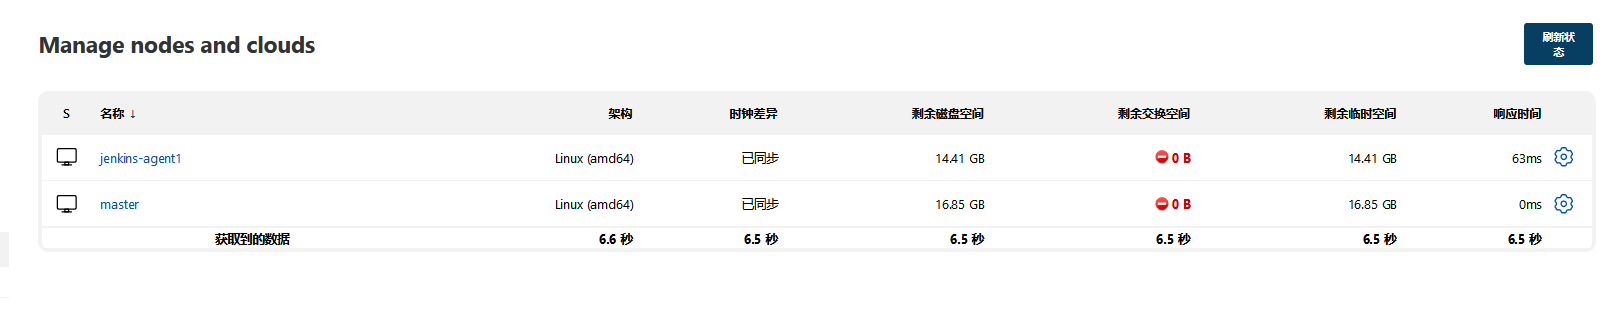 Manage nodes and clouds
刷新状
态
S 名称 ↓ 架构 时钟差异 剩余磁盘空间 剩余交换空间 剩余临时空间 响应时间
jenkins-agent1 Linux (amd64) 已同步 14.41 GB 0 B 14.41 GB 63ms
master Linux (amd64) 已同步 16.85 GB 0 B 16.85 GB 0ms
获取到的数据 6.6 秒 6.5 秒 6.5 秒 6.5 秒 6.5 秒 6.5 秒